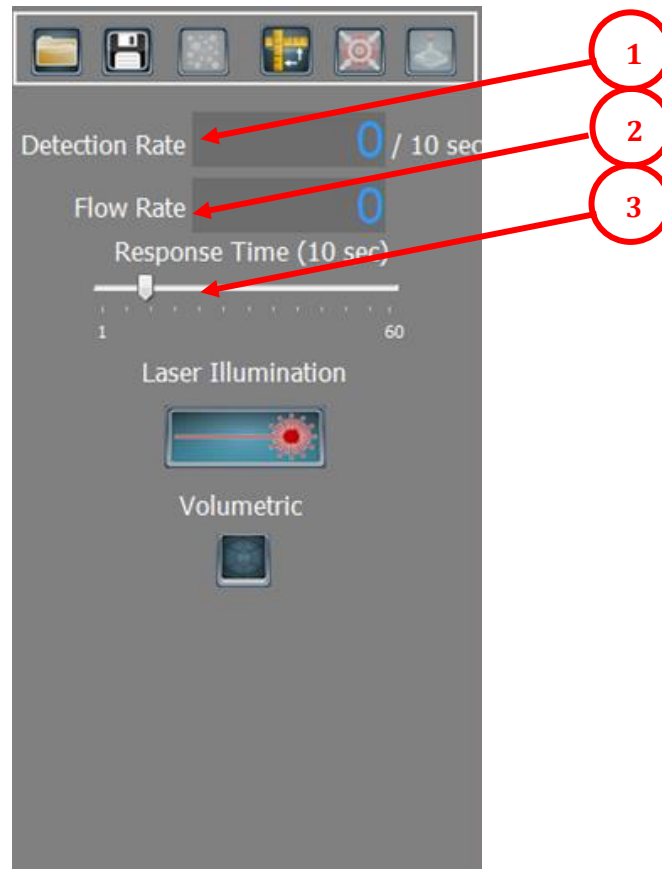 1
Detection Rate 0 / 10 sec
2
Flow Rate 0
3
Response Time (10 sec)
1 60
Laser Illumination
Volumetric